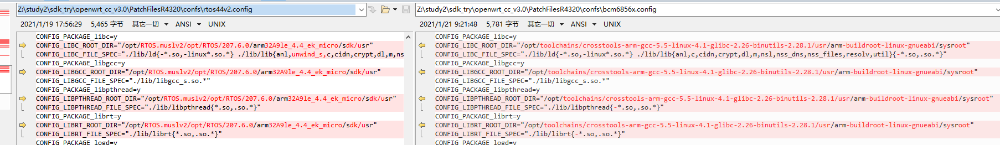 Z:\study2\sdk_try\openwrt_cc_v3.0\PatchFilesR4320\confs\rtos44v2.config
2021/1/19 17:56:29 5,465 字节 其它一切 ANSI UNIX
CONFIG_PACKAGE_libc=y
CONFIG_LIBC_ROOT_DIR="/opt/RTOS.muslv2/opt/RTOS/207.6.0/arm32A9le_4.4_ek_micro/sdk/usr"
CONFIG_LIBC_FILE_SPEC="./lib/ld{-*.so,-linux*.so.*} ./lib/lib{anl,unwind_s,c,cidn,crypt,dl,m,ns
CONFIG_PACKAGE_libgcc=y
CONFIG_LIBGCC_ROOT_DIR="/opt/RTOS.muslv2/opt/RTOS/207.6.0/arm32A9le_4.4_ek_micro/sdk/usr"
CONFIG_LIBGCC_FILE_SPEC="./lib/libgcc_s.so.*"
CONFIG_PACKAGE_libpthread=y
CONFIG_LIBPTHREAD_ROOT_DIR="/opt/RTOS.muslv2/opt/RTOS/207.6.0/arm32A9le_4.4_ek_micro/sdk/usr"
CONFIG_LIBPTHREAD_FILE_SPEC="./lib/libpthread{*.so,.so.*}"
CONFIG_PACKAGE_librt=y
CONFIG_LIBRT_ROOT_DIR="/opt/RTOS.muslv2/opt/RTOS/207.6.0/arm32A9le_4.4_ek_micro/sdk/usr"
CONFIG_LIBRT_FILE_SPEC="./lib/librt{*.so,.so.*}"
CONFIG_PACKAGE_logd=y
Z:\study2\sdk_try\openwrt_cc_v3.0\PatchFilesR4320\confs\bcm6856x.config
2021/1/21 9:21:48 5,781 字节 其它一切 ANSI UNIX
CONFIG_PACKAGE_libc=y
CONFIG_LIBC_ROOT_DIR="/opt/toolchains/crosstools-arm-gcc-5.5-linux-4.1-glibc-2.26-binutils-2.28.1/usr/arm-buildroot-linux-gnueabi/sysroot"
CONFIG_LIBC_FILE_SPEC="./lib/ld{-*.so,-linux*.so.*} ./lib/lib{anl,c,cidn,crypt,dl,m,nsl,nss_dns,nss_files,resolv,util}{-*.so,.so.*}"
CONFIG_PACKAGE_libgcc=y
CONFIG_LIBGCC_ROOT_DIR="/opt/toolchains/crosstools-arm-gcc-5.5-linux-4.1-glibc-2.26-binutils-2.28.1/usr/arm-buildroot-linux-gnueabi/sysroot"
CONFIG_LIBGCC_FILE_SPEC="./lib/libgcc_s.so.*"
CONFIG_PACKAGE_libpthread=y
CONFIG_LIBPTHREAD_ROOT_DIR="/opt/toolchains/crosstools-arm-gcc-5.5-linux-4.1-glibc-2.26-binutils-2.28.1/usr/arm-buildroot-linux-gnueabi/sysroot"
CONFIG_LIBPTHREAD_FILE_SPEC="./lib/libpthread{-*.so,.so.*}"
CONFIG_PACKAGE_librt=y
CONFIG_LIBRT_ROOT_DIR="/opt/toolchains/crosstools-arm-gcc-5.5-linux-4.1-glibc-2.26-binutils-2.28.1/usr/arm-buildroot-linux-gnueabi/sysroot"
CONFIG_LIBRT_FILE_SPEC="./lib/librt{-*.so,.so.*}"
CONFIG_PACKAGE_logd=y